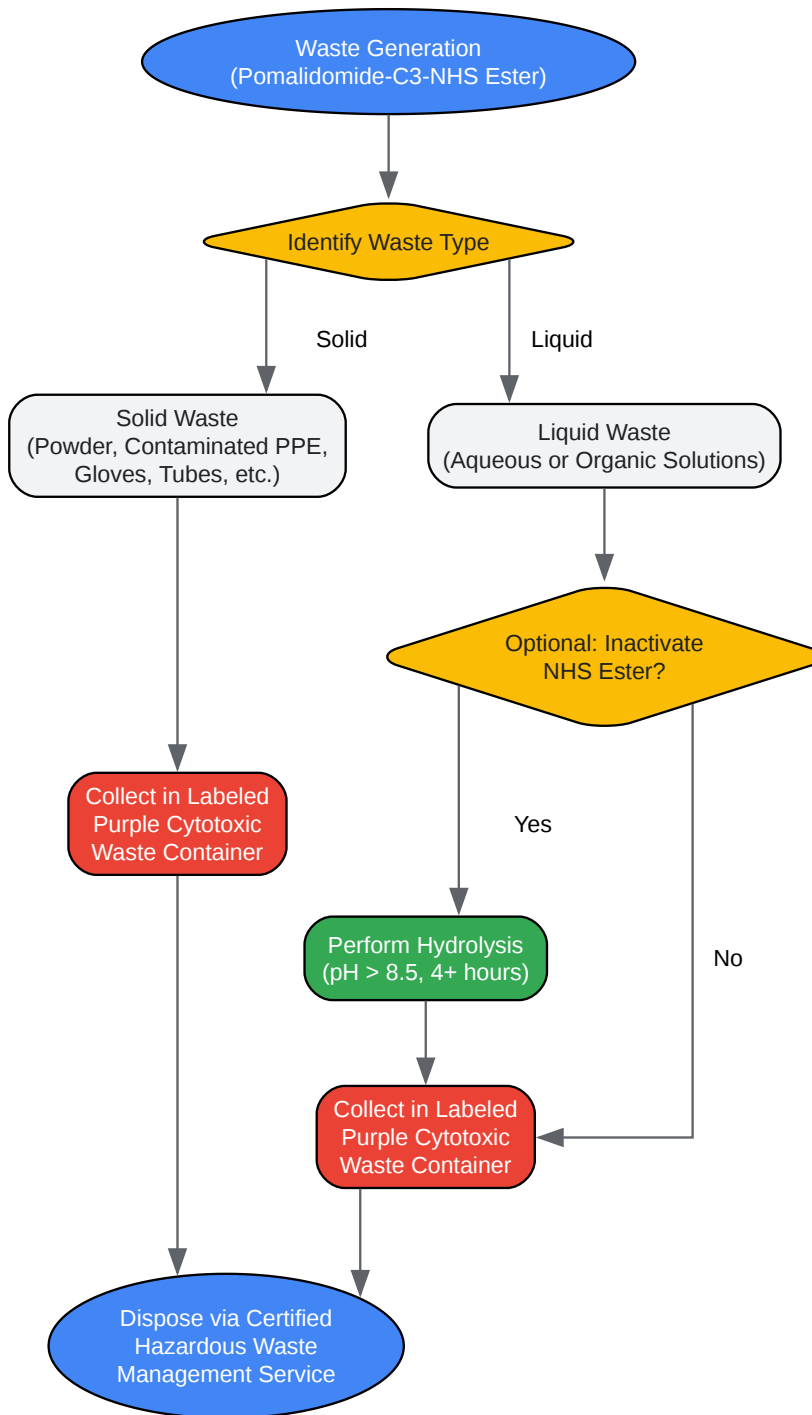 Waste Generation
(Pomalidomide-C3-NHS Ester)
Identify Waste Type
Solid
Liquid
Solid Waste
(Powder, Contaminated PPE,
Gloves, Tubes, etc.)
Liquid Waste
(Aqueous or Organic Solutions)
Optional: Inactivate
NHS Ester?
Collect in Labeled
Purple Cytotoxic
Waste Container
Yes
No
Perform Hydrolysis
(pH > 8.5, 4+ hours)
Collect in Labeled
Purple Cytotoxic
Waste Container
Dispose via Certified
Hazardous Waste
Management Service